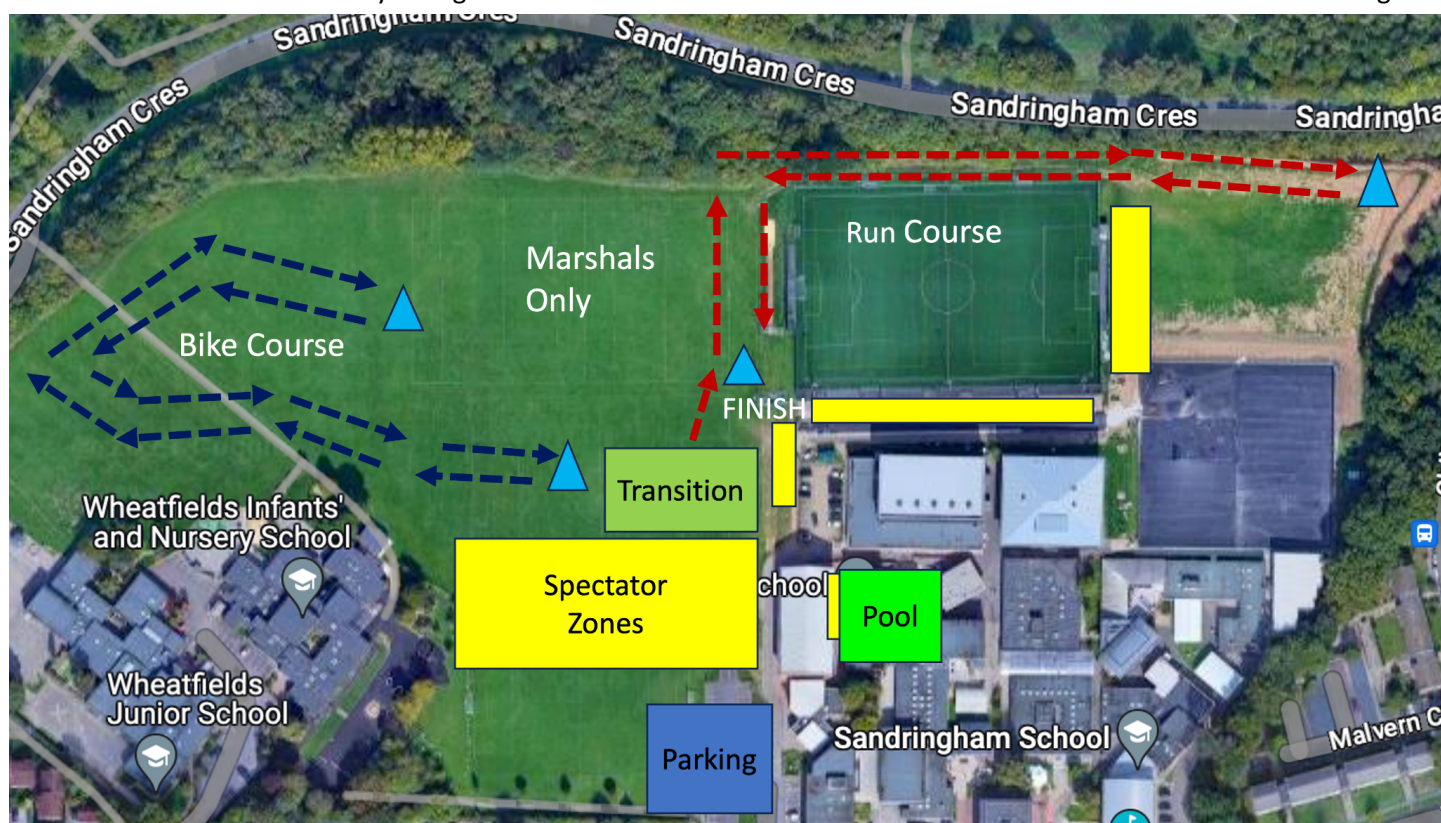 Sandringham Cres
Sandringham Cres
Sandringham Cres
Sandringham Cres
Sandringha
Run Course
Marshals
Only
Bike Course
FINISH
Transition
Wheatfields Infants'
and Nursery School
Spectator
Zones
chool
Pool
Wheatfields
Junior School
Sandringham School
Malvern C
Parking